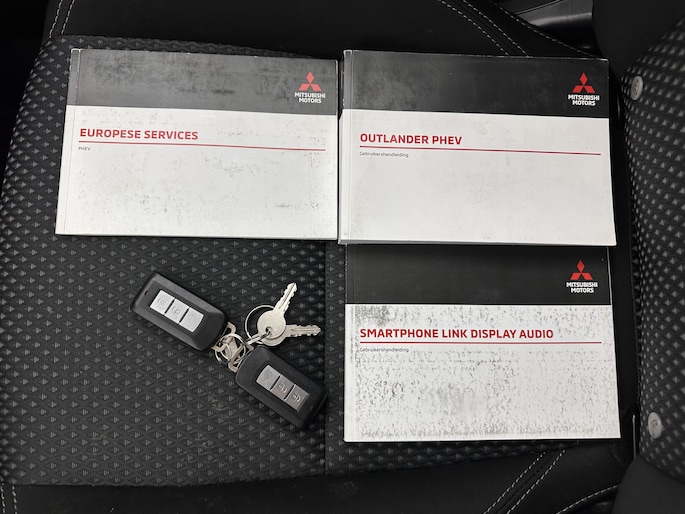 MITSUBISHI
MOTORS
EUROPESE SERVICES
PHEV
MITSUBISHI
MOTORS
OUTLANDER PHEV
Gebruikershandleiding
MITSUBISHI
MOTORS
SMARTPHONE LINK DISPLAY AUDIO
Gebruikershandleiding